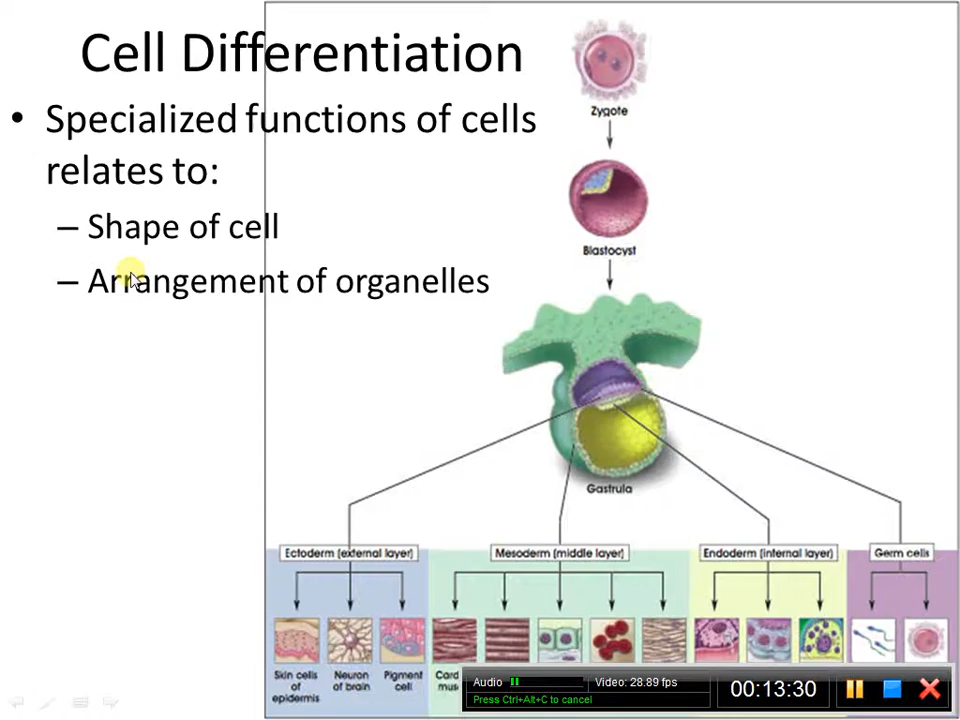 Cell Differentiation
• Specialized functions of cells
relates to:
– Shape of cell
– Arrangement of organelles
Zygote
Blastocyst
Gastrula
Ectoderm (external layer)
Mesoderm (middle layer)
Endoderm (internal layer)
Germ cells
Skin cells
of
epidermis
Neuron
of brain
Pigment
cell
Card
musc
Audio
Video: 28.89 fps
Press Ctrl+Alt+C to cancel
00:13:30